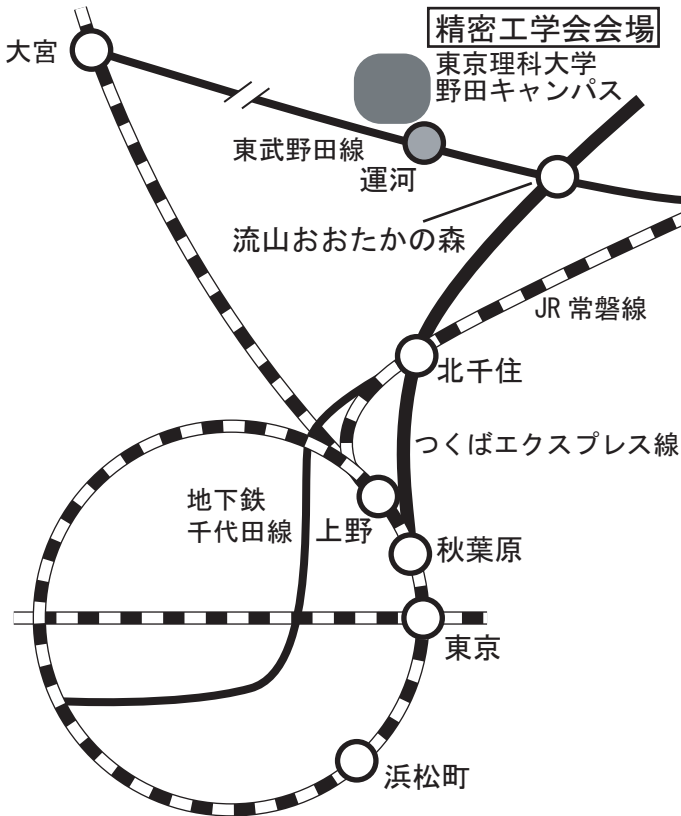 精密工学会会場
東京理科大学
野田キャンパス
大宮
東武野田線
運河
流山おおたかの森
JR 常磐線
北千住
つくばエクスプレス線
地下鉄
千代田線
上野
秋葉原
東京
浜松町